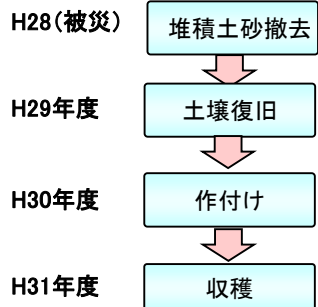 H28(被災)
堆積土砂撤去
H29年度
土壌復旧
H30年度
作付け
H31年度
収穫